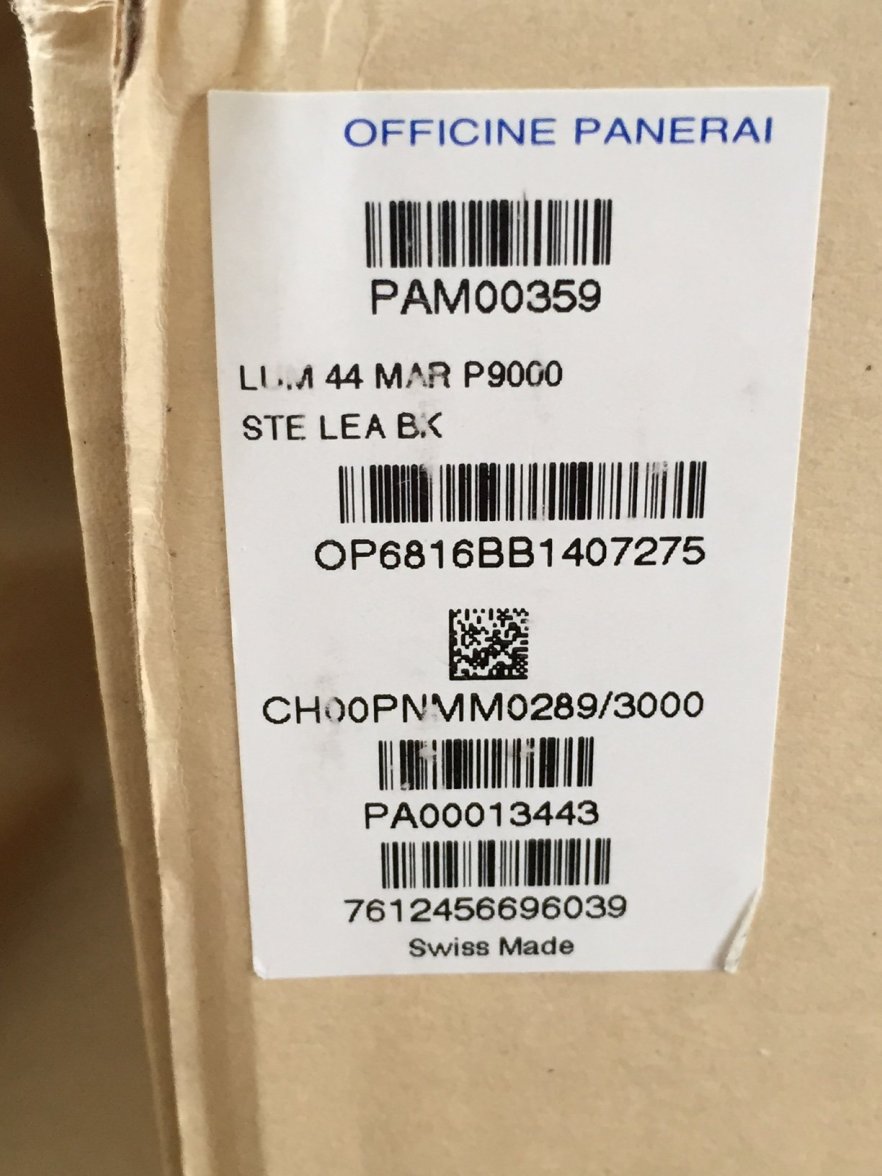 OFFICINE PANERAI
PAM00359
LUM 44 MAR P9000
STE LEA BK
OP6816BB1407275
CH00PNMM0289/3000
PA00013443
7612456696039
Swiss Made